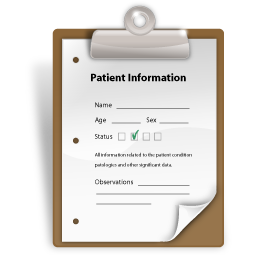 Patient Information
Name
Age Sex
Status
All information related to the patient condition
patologies and other significant data.
Observations